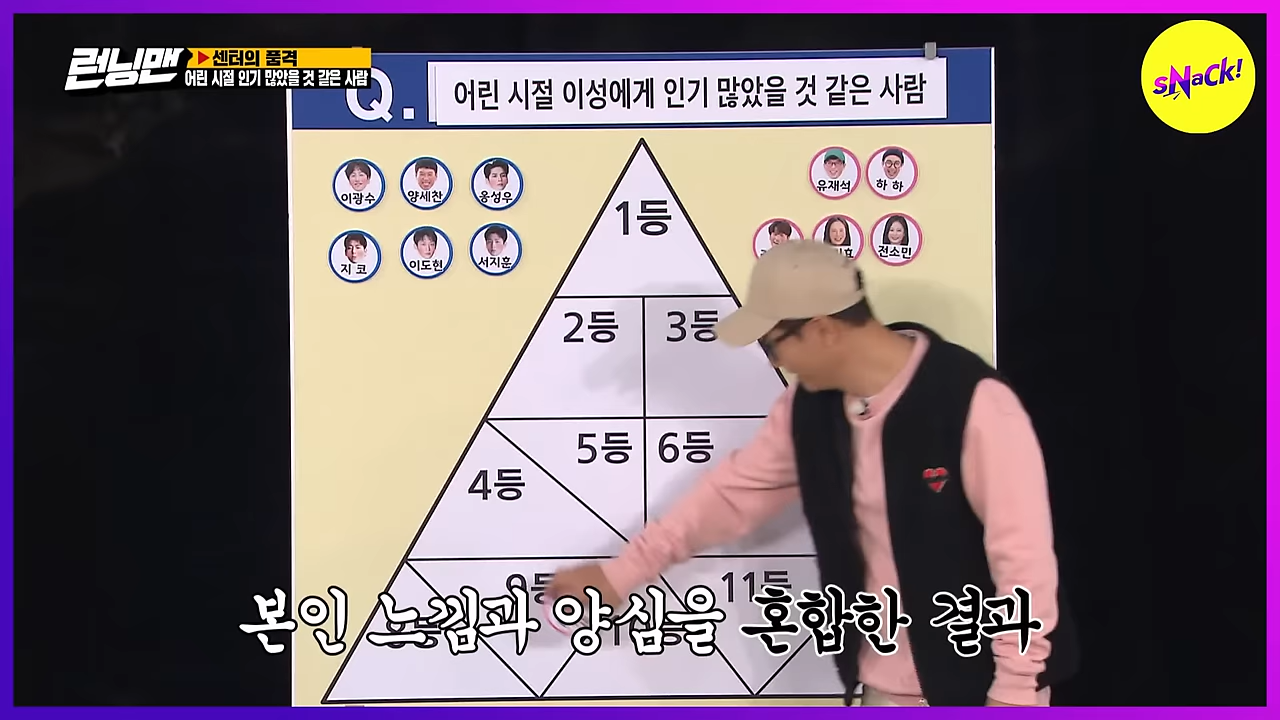 런닝맨
▶센터의 품격
어린 시절 인기 많았을 것 같은 사람
sNaCk!
Q.
어린 시절 이성에게 인기 많았을 것 같은 사람
이광수
양세찬
옹성우
유재석
하하
지코
이도현
서지훈
전소민
1등
2등
3등
4등
5등
6등
9등
11등
본인 느낌과 양심을 혼합한 결과